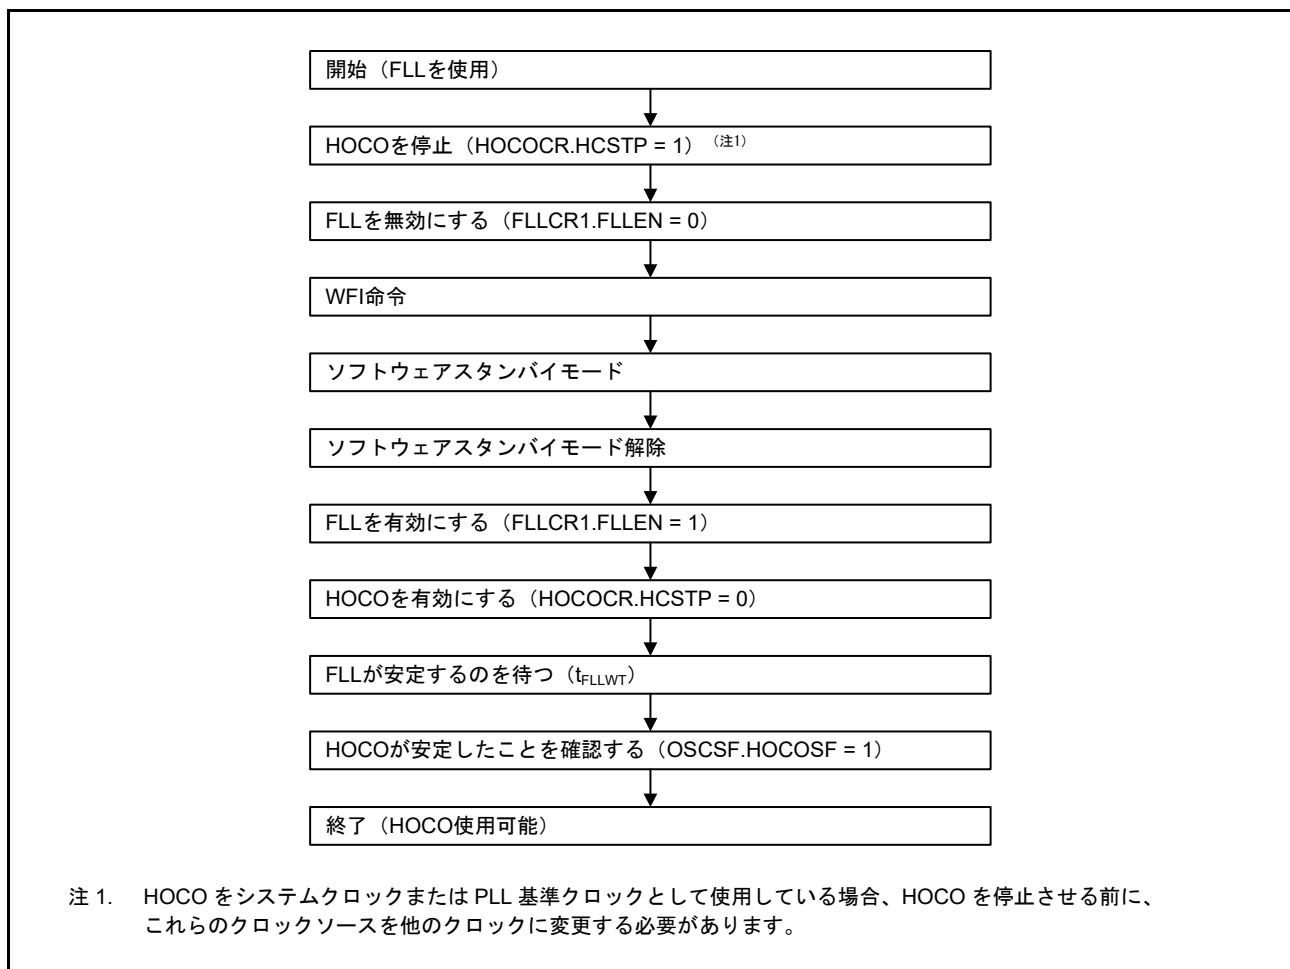 開始（FLLを使用）
HOCOを停止（HOCOCR.HCSTP = 1）（注1）
FLLを無効にする（FLLCR1.FLLEN = 0）
WFI命令
ソフトウェアスタンバイモード
ソフトウェアスタンバイモード解除
FLLを有効にする（FLLCR1.FLLEN = 1）
HOCOを有効にする（HOCOCR.HCSTP = 0）
FLLが安定するのを待つ（tFLLWT）
HOCOが安定したことを確認する（OSCSF.HOCOSF = 1）
終了（HOCO使用可能）
注 1. HOCO をシステムクロックまたは PLL 基準クロックとして使用している場合、HOCO を停止させる前に、
これらのクロックソースを他のクロックに変更する必要があります。